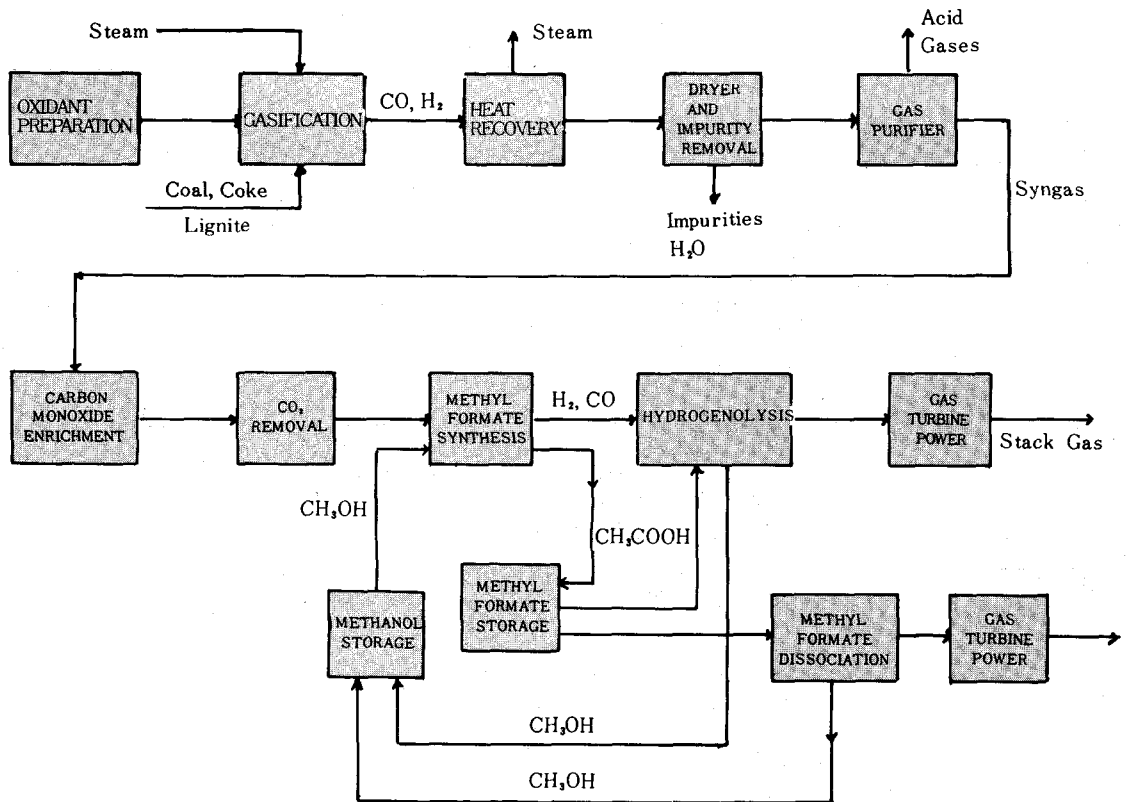 Steam
Steam
Acid
Gases
OXIDANT
PREPARATION
GASIFICATION
CO, H₂
HEAT
RECOVERY
DRYER
AND
IMPURITY
REMOVAL
GAS
PURIFIER
Coal, Coke
Lignite
Impurities
H₂O
Syngas
CARBON
MONOXIDE
ENRICHMENT
CO₂
REMOVAL
METHYL
FORMATE
SYNTHESIS
H₂, CO
HYDROGENOLYSIS
GAS
TURBINE
POWER
Stack Gas
CH₃OH
CH₃COOH
METHANOL
STORAGE
METHYL
FORMATE
STORAGE
METHYL
FORMATE
DISSOCIATION
GAS
TURBINE
POWER
CH₃OH
CH₃OH